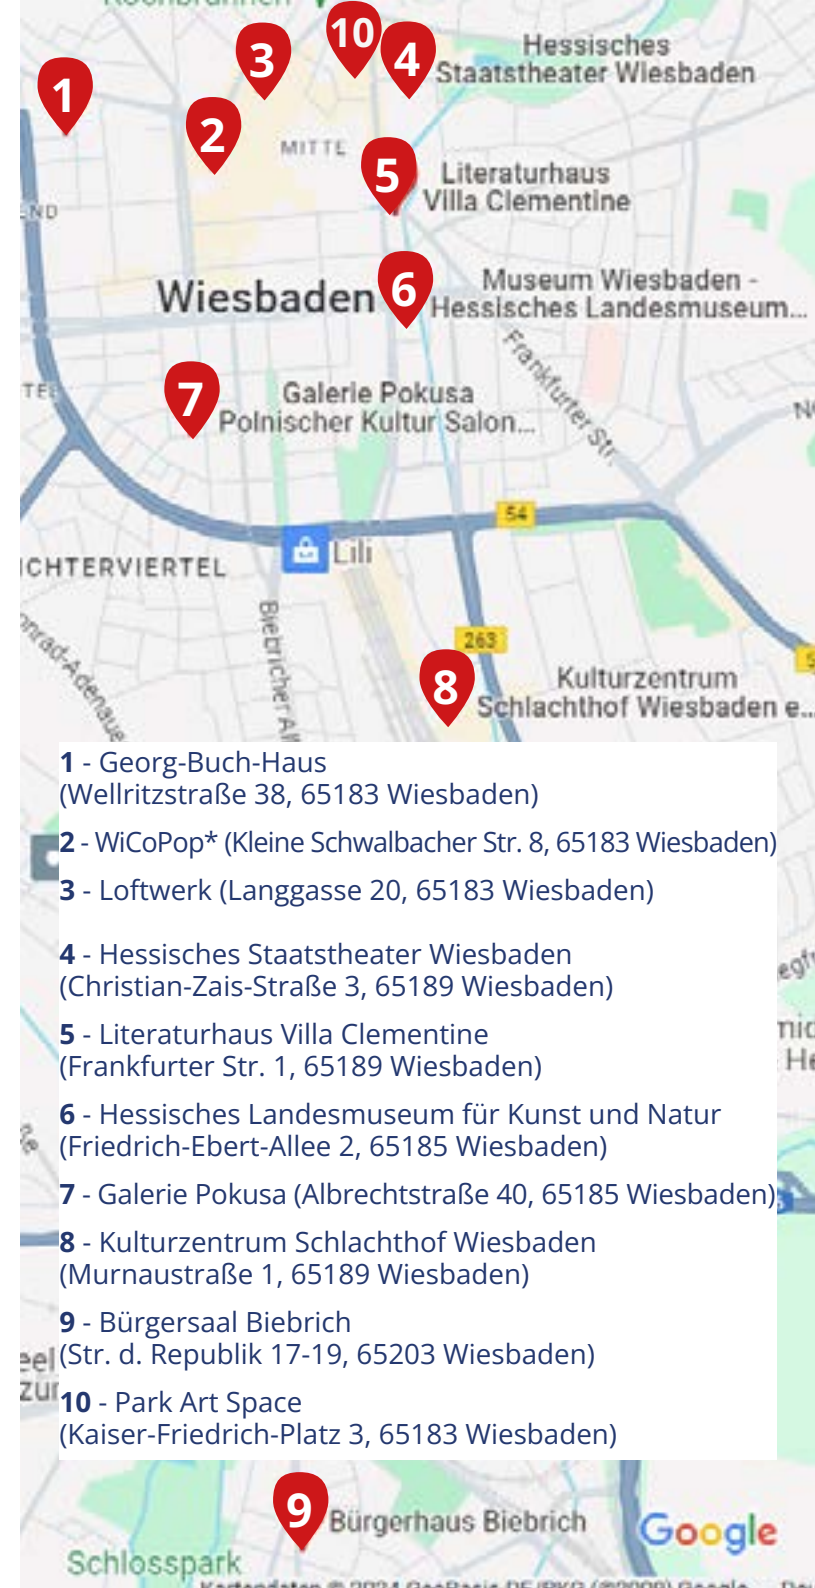 10
3
4
Hessisches
Staatstheater Wiesbaden
1
2
MITTE
5
Literaturhaus
Villa Clementine
Wiesbaden
6
Museum Wiesbaden -
Hessisches Landesmuseum...
Frankfurter Str.
7
Galerie Pokusa
Polnischer Kultur Salon...
54
Lili
ICHTERVIERTEL
263
Biebricher All
nrad-Adenaue
8
Kulturzentrum
Schlachthof Wiesbaden e...
1 - Georg-Buch-Haus
(Wellritzstraße 38, 65183 Wiesbaden)
2 - WiCoPop* (Kleine Schwalbacher Str. 8, 65183 Wiesbaden)
3 - Loftwerk (Langgasse 20, 65183 Wiesbaden)
4 - Hessisches Staatstheater Wiesbaden
(Christian-Zais-Straße 3, 65189 Wiesbaden)
5 - Literaturhaus Villa Clementine
(Frankfurter Str. 1, 65189 Wiesbaden)
6 - Hessisches Landesmuseum für Kunst und Natur
(Friedrich-Ebert-Allee 2, 65185 Wiesbaden)
7 - Galerie Pokusa (Albrechtstraße 40, 65185 Wiesbaden)
8 - Kulturzentrum Schlachthof Wiesbaden
(Murnaustraße 1, 65189 Wiesbaden)
9 - Bürgersaal Biebrich
(Str. d. Republik 17-19, 65203 Wiesbaden)
10 - Park Art Space
(Kaiser-Friedrich-Platz 3, 65183 Wiesbaden)
9
Bürgerhaus Biebrich
Google
Schlosspark